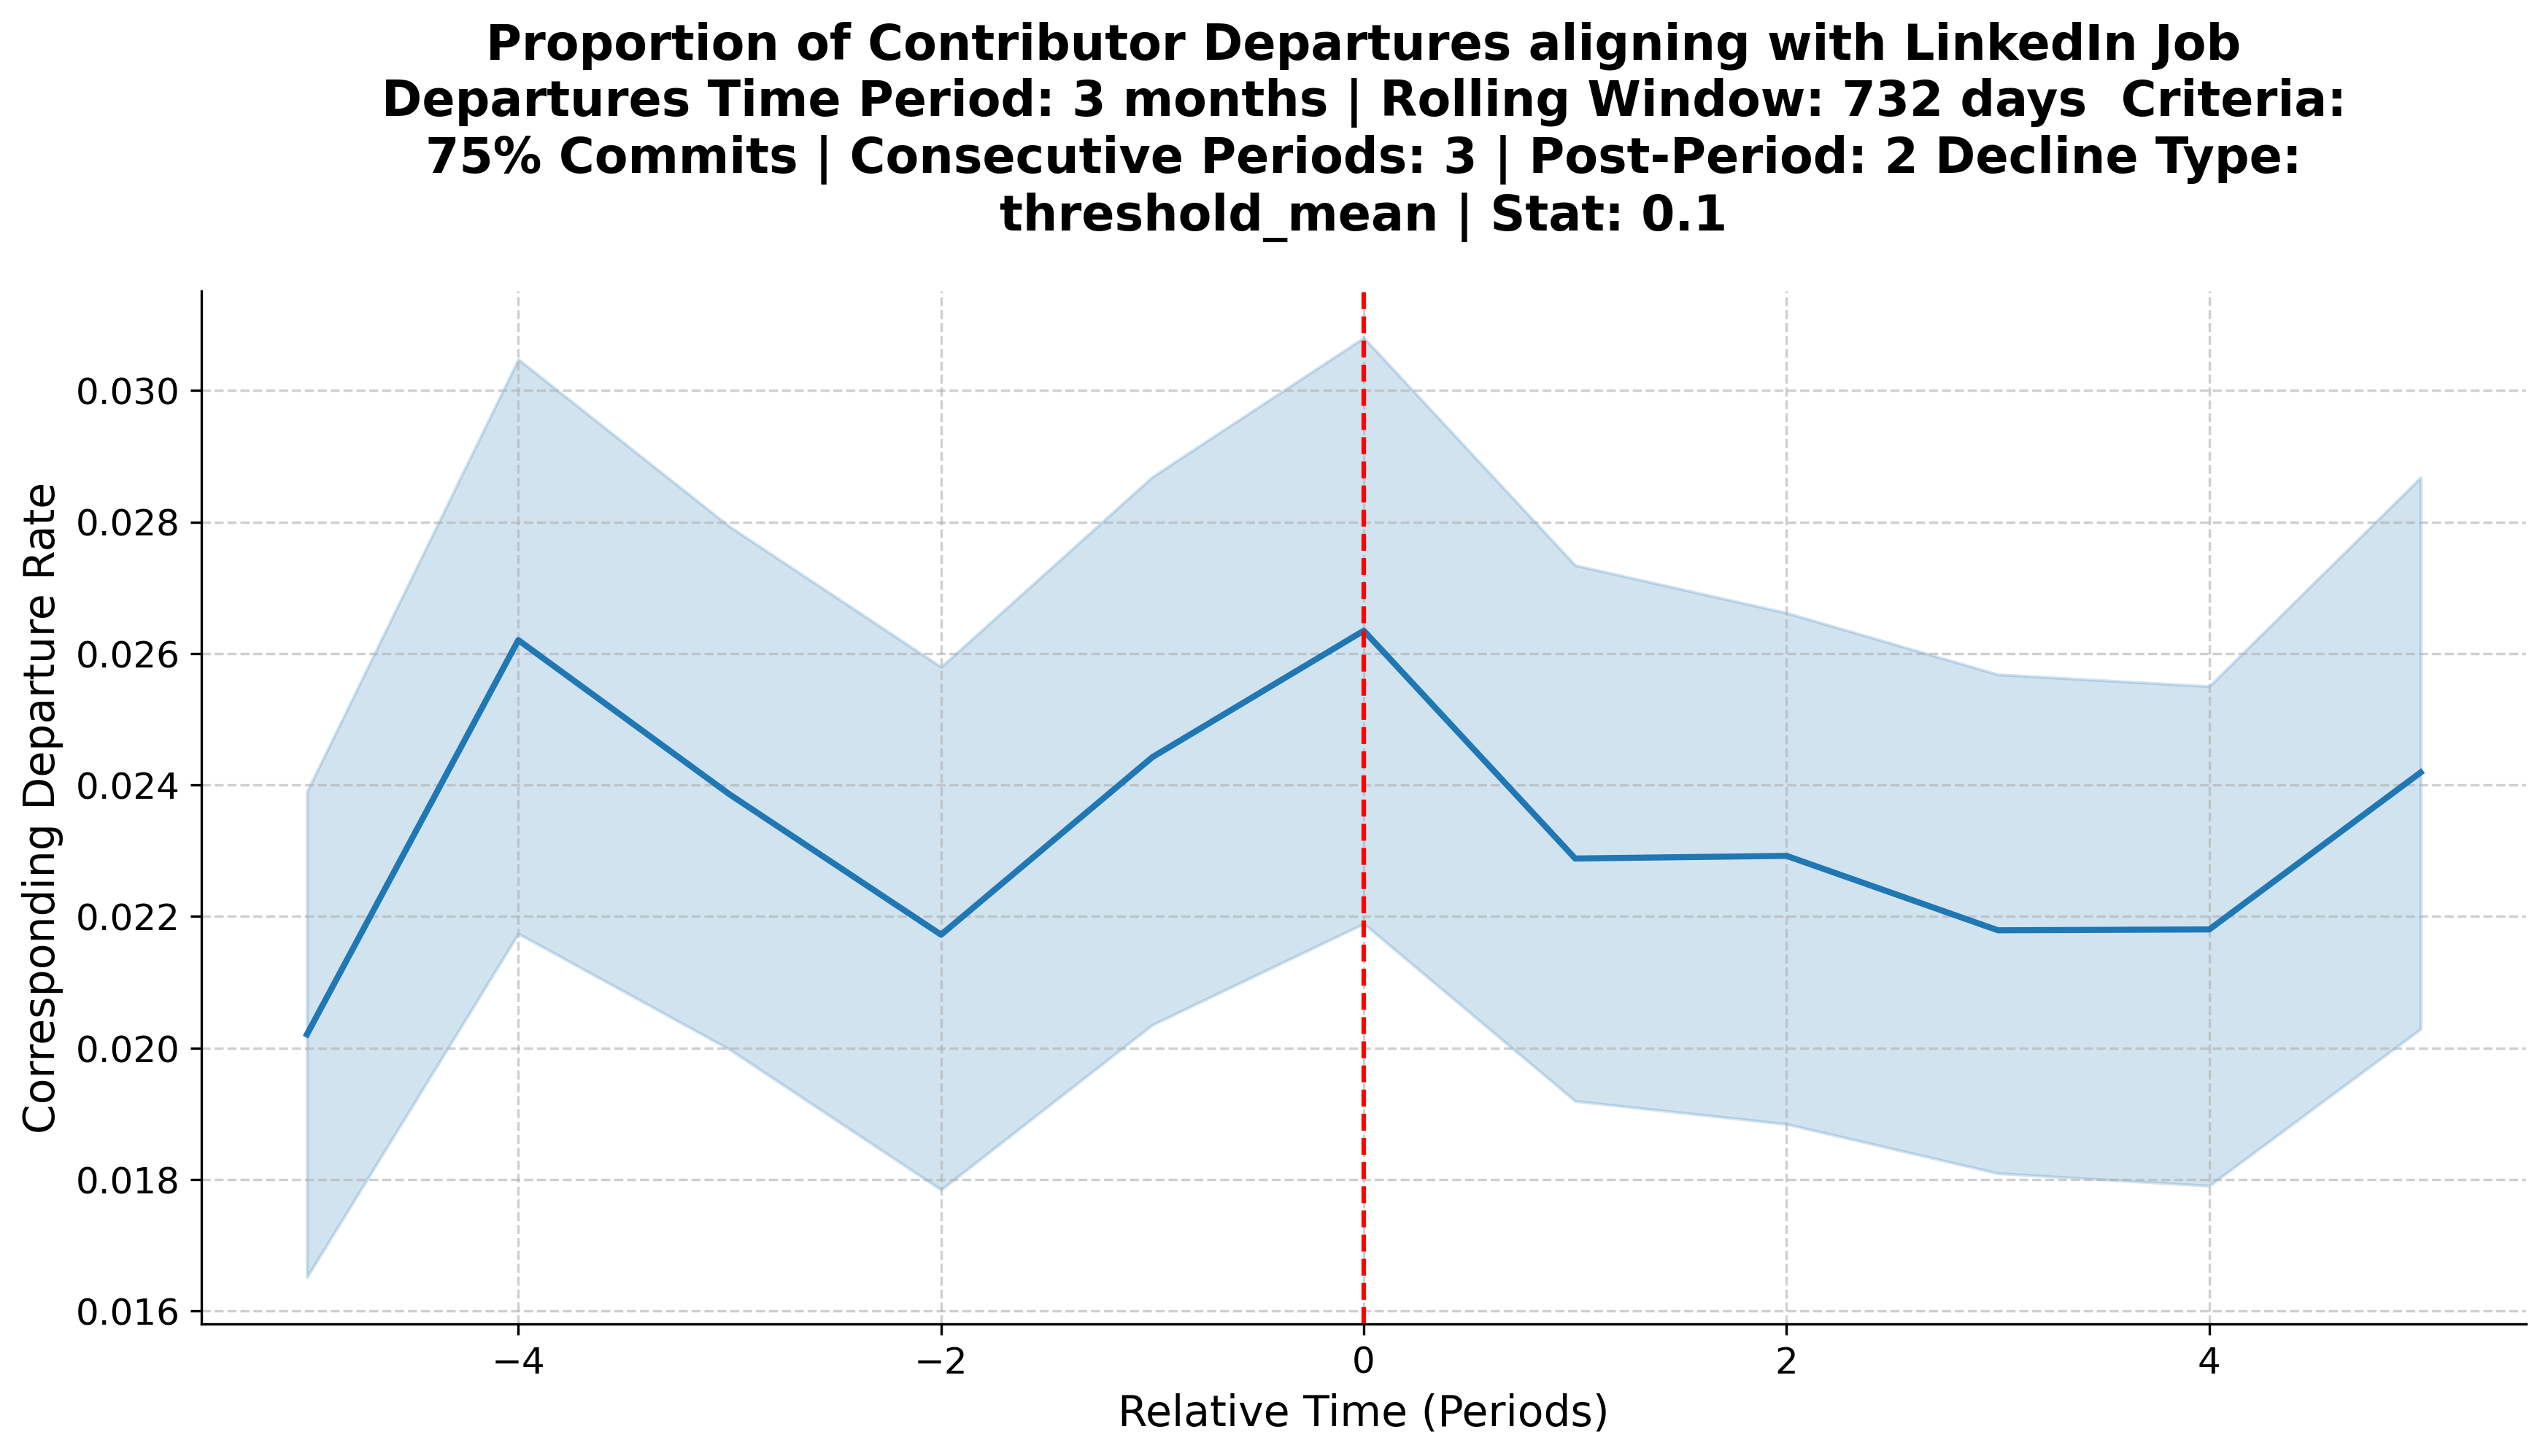 Proportion of Contributor Departures aligning with LinkedIn Job
Departures Time Period: 3 months | Rolling Window: 732 days  Criteria:
75% Commits | Consecutive Periods: 3 | Post-Period: 2 Decline Type:
threshold_mean | Stat: 0.1
Corresponding Departure Rate
0.030
0.028
0.026
0.024
0.022
0.020
0.018
0.016
−4
−2
0
2
4
Relative Time (Periods)